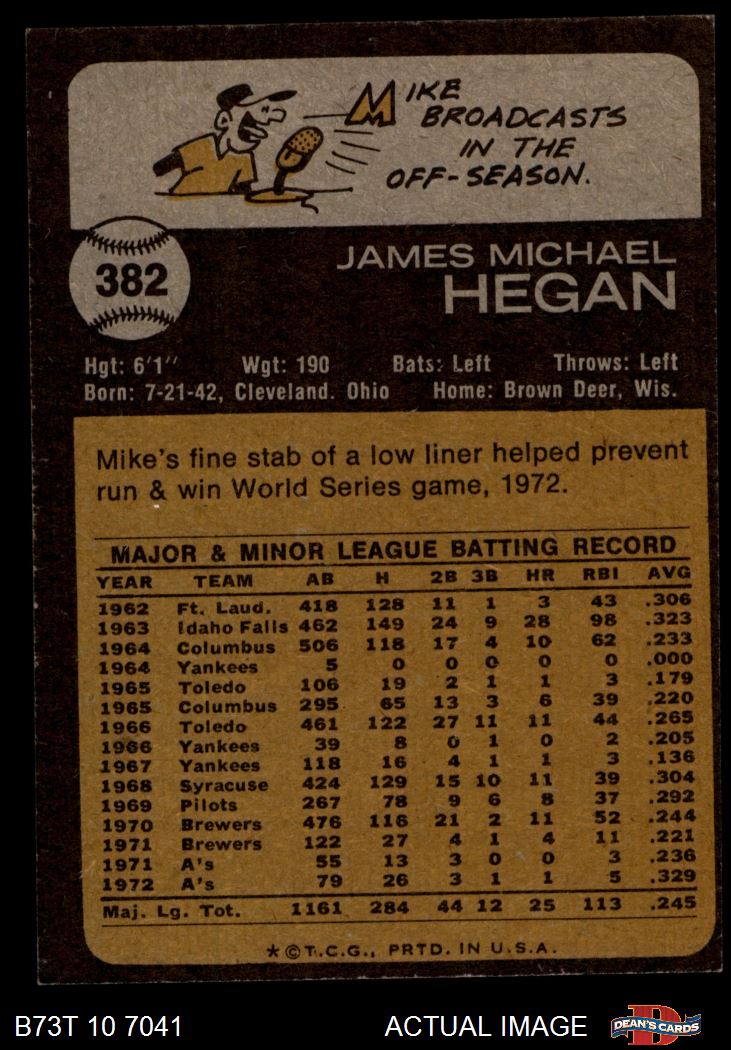 MIKE
BROADCASTS
IN THE
OFF-SEASON.
382
JAMES MICHAEL
HEGAN
Hgt: 6'1" Wgt: 190 Bats: Left Throws: Left
Born: 7-21-42, Cleveland. Ohio Home: Brown Deer, Wis.
Mike's fine stab of a low liner helped prevent
run & win World Series game, 1972.
MAJOR & MINOR LEAGUE BATTING RECORD
YEAR TEAM AB H 2B 3B HR RBI AVG
1962 Ft. Laud. 418 128 11 1 3 43 .306
1963 Idaho Falls 462 149 24 9 28 98 .323
1964 Columbus 506 118 17 4 10 62 .233
1964 Yankees 5 0 0 0 0 0 .000
1965 Toledo 106 19 2 1 1 3 .179
1965 Columbus 295 65 13 3 6 39 .220
1966 Toledo 461 122 27 11 11 44 .265
1966 Yankees 39 8 0 1 0 2 .205
1967 Yankees 118 16 4 1 1 3 .136
1968 Syracuse 424 129 15 10 11 39 .304
1969 Pilots 267 78 9 6 8 37 .292
1970 Brewers 476 116 21 2 11 52 .244
1971 Brewers 122 27 4 1 4 11 .221
1971 A's 55 13 3 0 0 3 .236
1972 A's 79 26 3 1 1 5 .329
Maj. Lg. Tot. 1161 284 44 12 25 113 .245
*©T.C.G., PRTD. IN U.S.A.
B73T 10 7041 ACTUAL IMAGE D DEAN'S CARDS